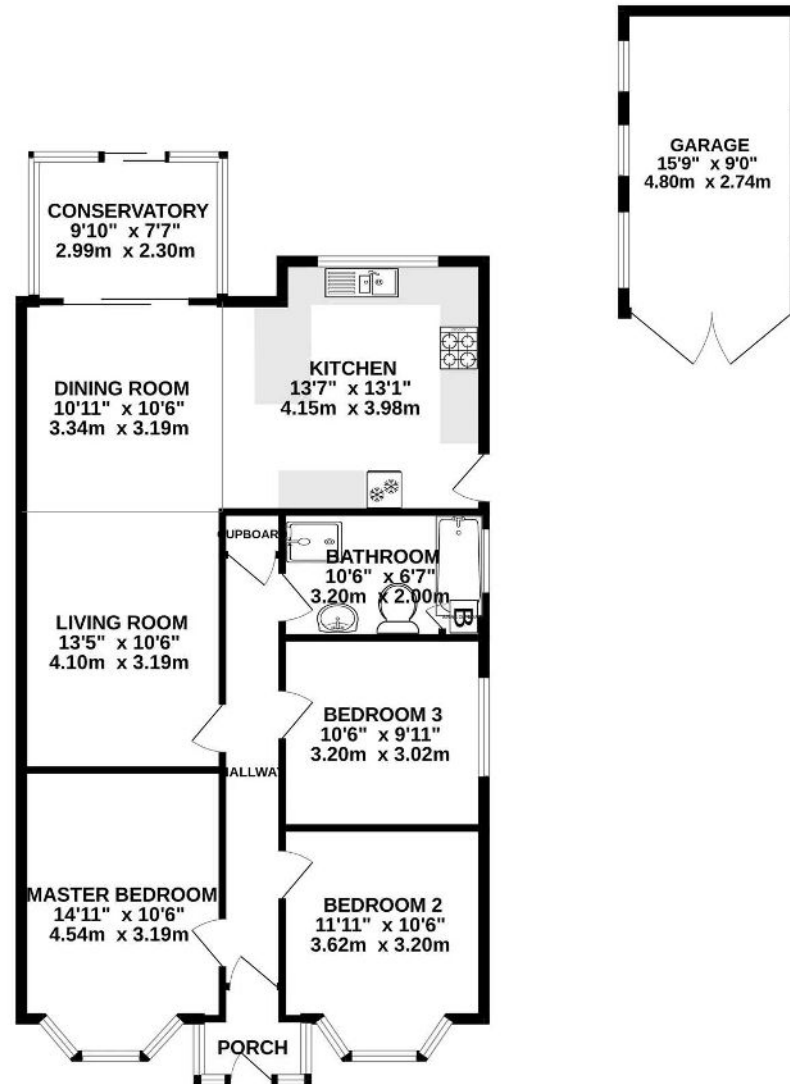 GARAGE
15'9" x 9'0"
4.80m x 2.74m
CONSERVATORY
9'10" x 7'7"
2.99m x 2.30m
DINING ROOM
10'11" x 10'6"
3.34m x 3.19m
KITCHEN
13'7" x 13'1"
4.15m x 3.98m
UPBOAR
BATHROOM
10'6" x 6'7"
3.20m x 2.00m
B
LIVING ROOM
13'5" x 10'6"
4.10m x 3.19m
BEDROOM 3
10'6" x 9'11"
3.20m x 3.02m
HALLWAY
MASTER BEDROOM
14'11" x 10'6"
4.54m x 3.19m
BEDROOM 2
11'11" x 10'6"
3.62m x 3.20m
PORCH